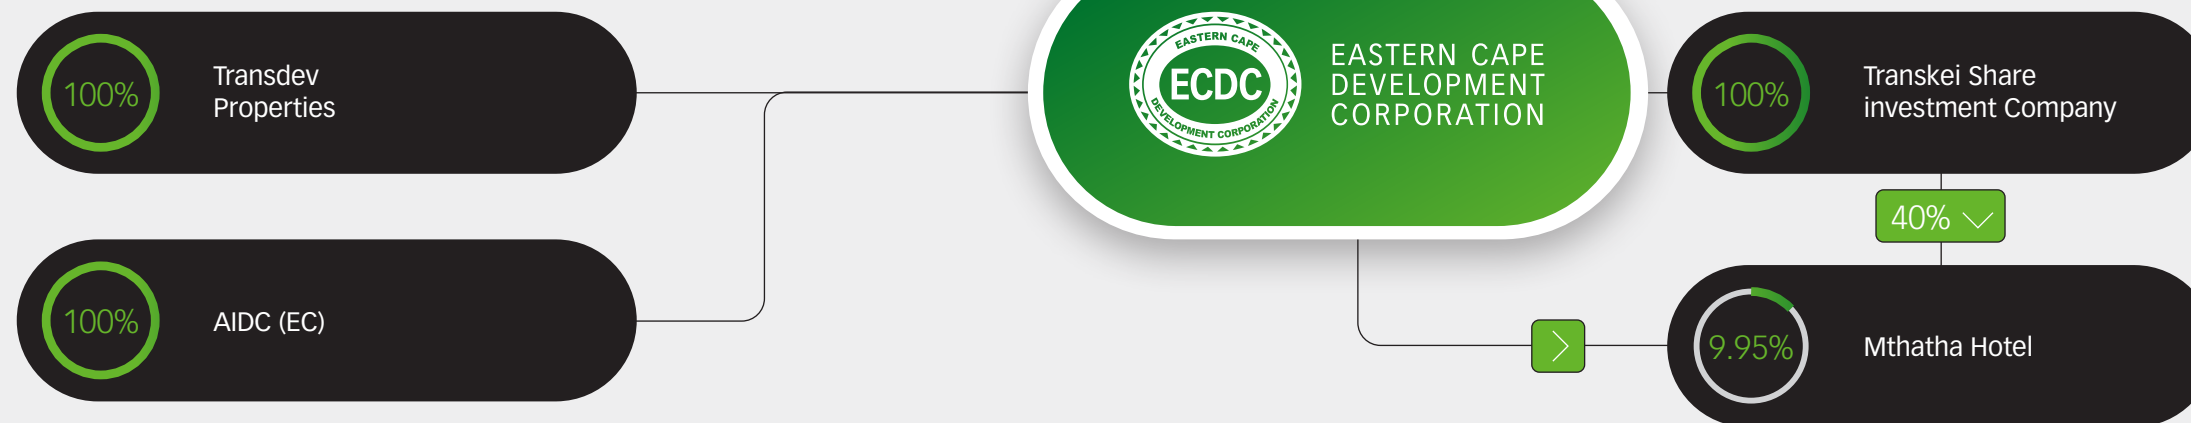 100%
Transdev
Properties
EASTERN CAPE
ECDC
DEVELOPMENT CORPORATION
EASTERN CAPE
DEVELOPMENT
CORPORATION
100%
Transkei Share
investment Company
40%
100%
AIDC (EC)
9.95%
Mthatha Hotel